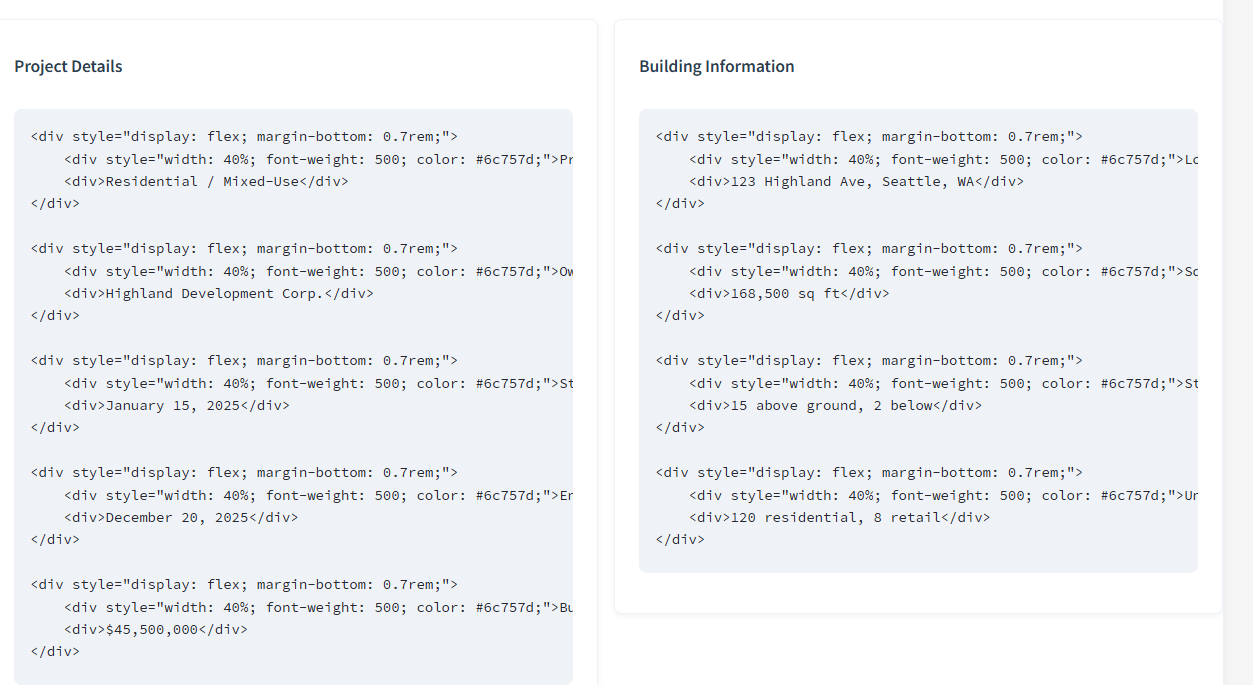 Project Details
<div style="display: flex; margin-bottom: 0.7rem;">
    <div style="width: 40%; font-weight: 500; color: #6c757d;">Pr
    <div>Residential / Mixed-Use</div>
</div>
<div style="display: flex; margin-bottom: 0.7rem;">
    <div style="width: 40%; font-weight: 500; color: #6c757d;">Ow
    <div>Highland Development Corp.</div>
</div>
<div style="display: flex; margin-bottom: 0.7rem;">
    <div style="width: 40%; font-weight: 500; color: #6c757d;">St
    <div>January 15, 2025</div>
</div>
<div style="display: flex; margin-bottom: 0.7rem;">
    <div style="width: 40%; font-weight: 500; color: #6c757d;">En
    <div>December 20, 2025</div>
</div>
<div style="display: flex; margin-bottom: 0.7rem;">
    <div style="width: 40%; font-weight: 500; color: #6c757d;">Bu
    <div>$45,500,000</div>
</div>
Building Information
<div style="display: flex; margin-bottom: 0.7rem;">
    <div style="width: 40%; font-weight: 500; color: #6c757d;">Lo
    <div>123 Highland Ave, Seattle, WA</div>
</div>
<div style="display: flex; margin-bottom: 0.7rem;">
    <div style="width: 40%; font-weight: 500; color: #6c757d;">Sq
    <div>168,500 sq ft</div>
</div>
<div style="display: flex; margin-bottom: 0.7rem;">
    <div style="width: 40%; font-weight: 500; color: #6c757d;">St
    <div>15 above ground, 2 below</div>
</div>
<div style="display: flex; margin-bottom: 0.7rem;">
    <div style="width: 40%; font-weight: 500; color: #6c757d;">Un
    <div>120 residential, 8 retail</div>
</div>